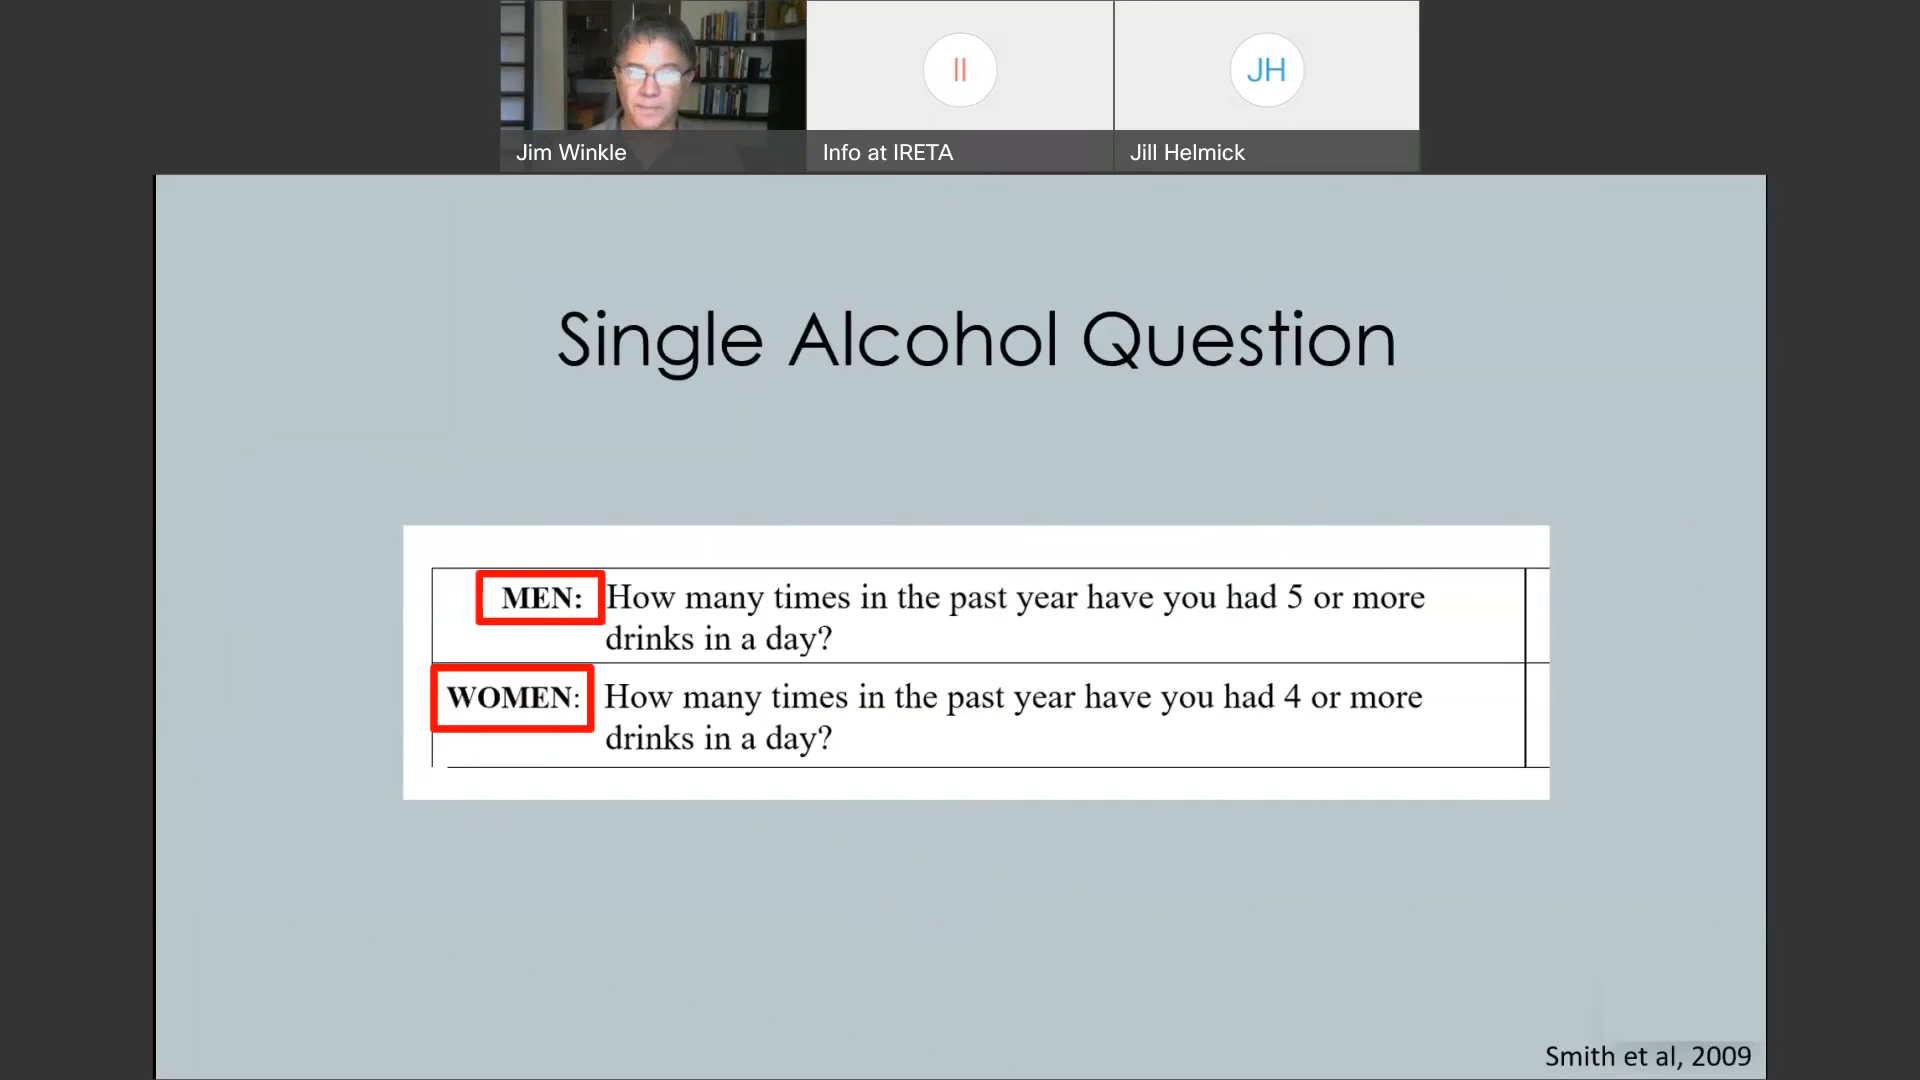 Jim Winkle
II
Info at IRETA
JH
Jill Helmick
Single Alcohol Question
MEN: How many times in the past year have you had 5 or more
drinks in a day?
WOMEN: How many times in the past year have you had 4 or more
drinks in a day?
Smith et al, 2009